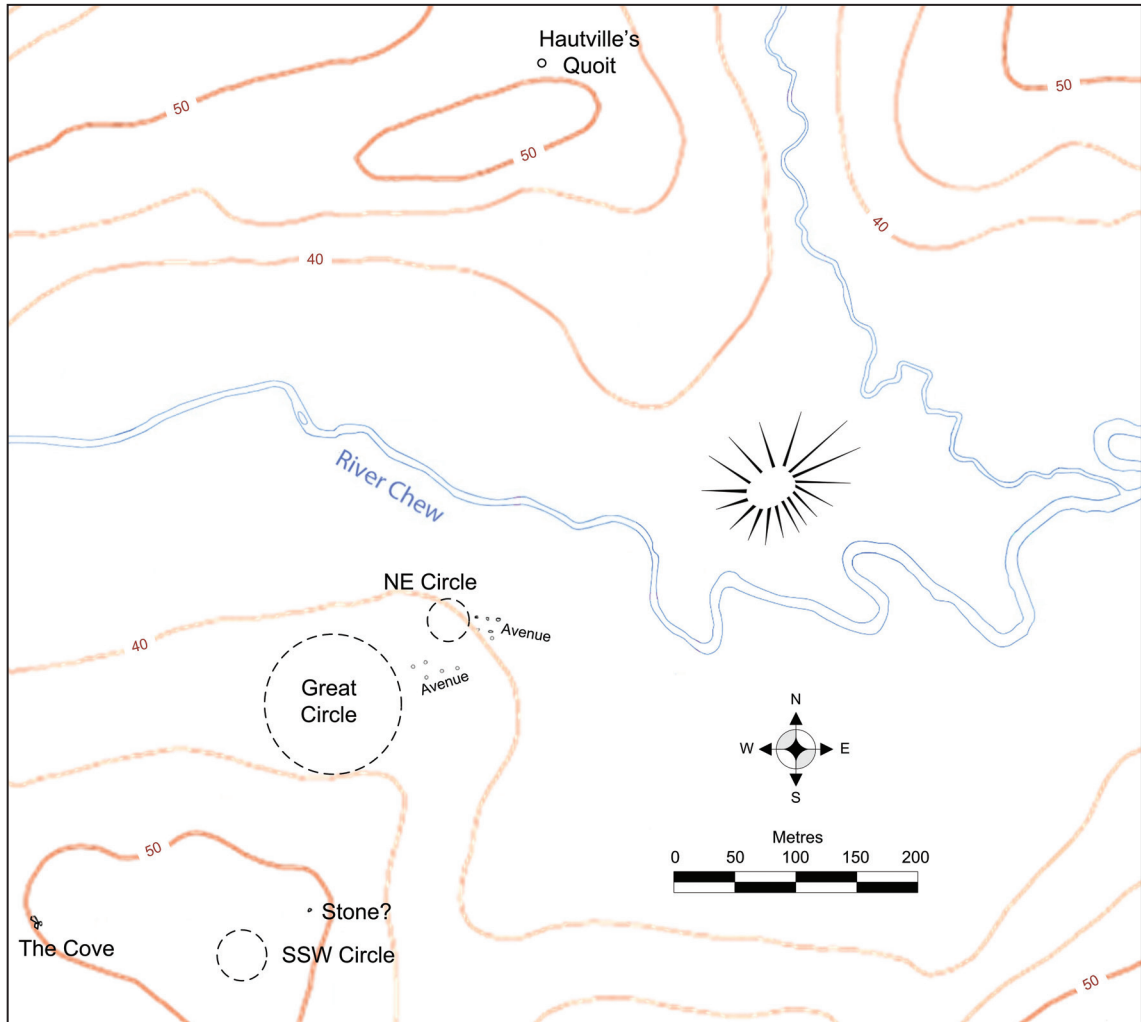 Hautville's
Quoit
50
50
50
40
40
River Chew
NE Circle
Avenue
40
Avenue
Great
Circle
N
W
E
S
Metres
0 50 100 150 200
50
Stone?
The Cove
SSW Circle
50